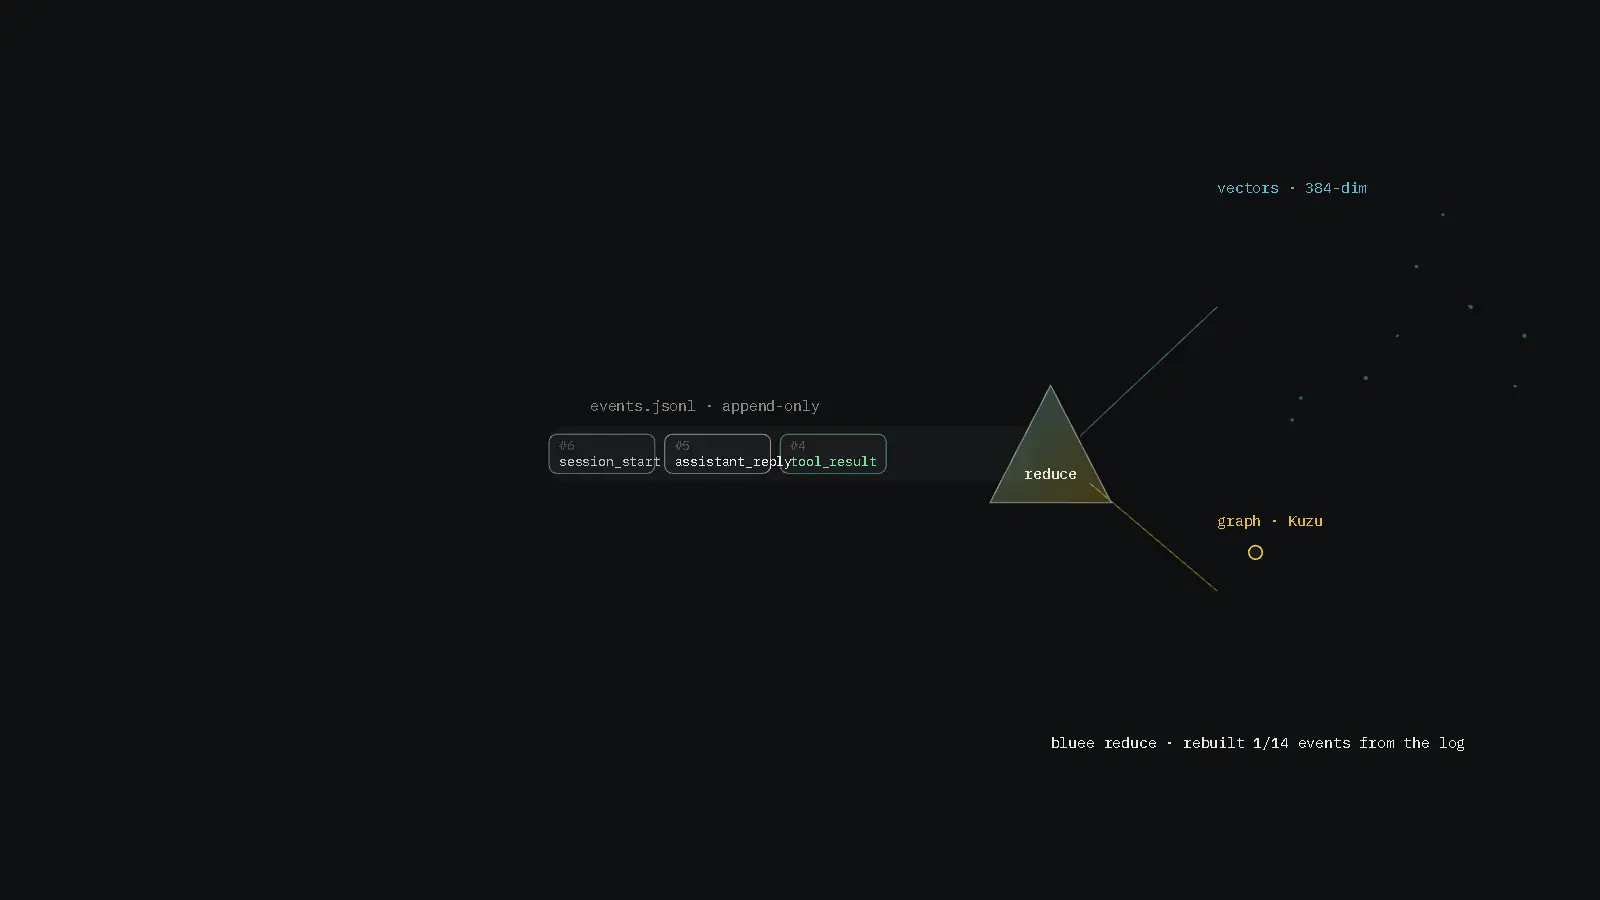 vectors · 384-dim
events.jsonl · append-only
#6
session_start
#5
assistant_reply
#4
tool_result
reduce
graph · Kuzu
bluee reduce · rebuilt 1/14 events from the log